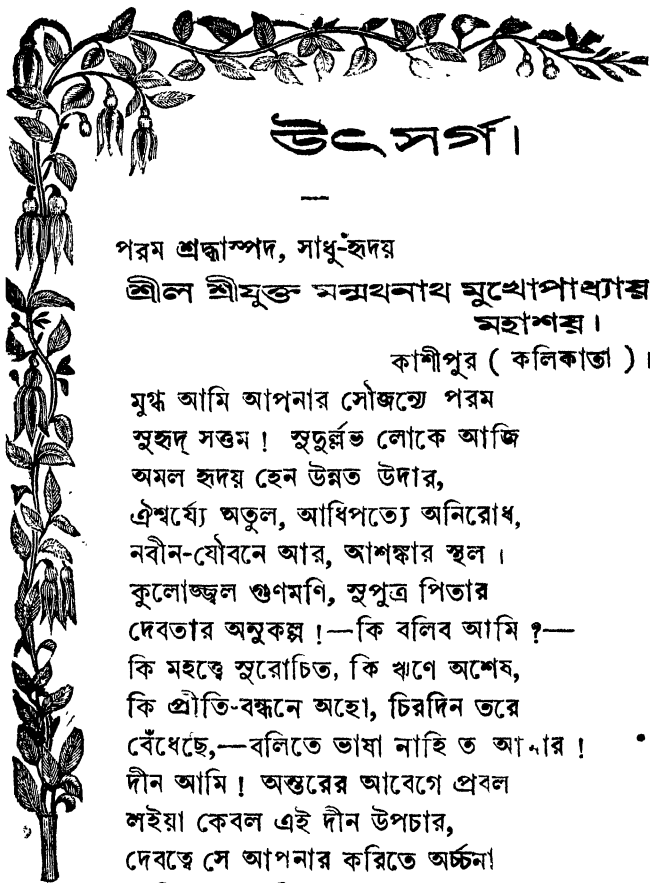 উৎসর্গ।
পরম শ্রদ্ধাস্পদ, সাধু-হৃদয়
শ্রীল শ্রীযুক্ত মন্মথনাথ মুখোপাধ্যায়
মহাশয়।
কাশীপুর ( কলিকাতা )।
মুগ্ধ আমি আপনার সৌজন্যে পরম
সুহৃদ্ সত্তম ! সুদুর্ল্লভ লোকে আজি
অমল হৃদয় হেন উন্নত উদার,
ঐশ্বর্য্যে অতুল, আধিপত্যে অনিরোধ,
নবীন-যৌবনে আর, আশঙ্কার স্থল ।
কুলোজ্জ্বল গুণমণি, সুপুত্র পিতার
দেবতার অনুকল্প !—কি বলিব আমি ?—
কি মহত্ত্বে সুরোচিত, কি ঋণে অশেষ,
কি প্রীতি-বন্ধনে অহো, চিরদিন তরে
বেঁধেছে,—বলিতে ভাষা নাহি ত আমার !
দীন আমি ! অন্তরের আবেগে প্রবল
লইয়া কেবল এই দীন উপচার,
দেবত্বে সে আপনার করিতে অর্চ্চনা